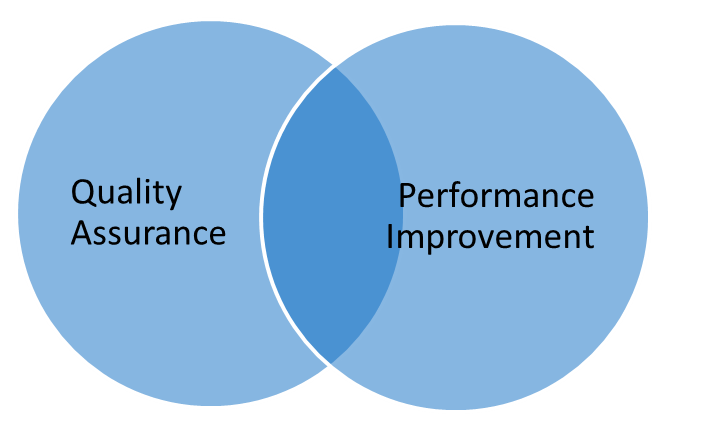 Quality
Assurance
Performance
Improvement